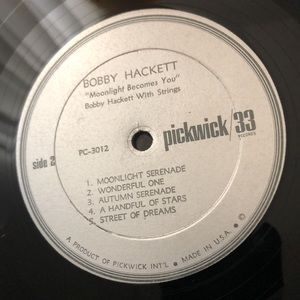 BOBBY HACKETT
"Moonlight Becomes You"
Bobby Hackett With Strings
side 2
PC-3012
pickwick/33
RECORDS
1. MOONLIGHT SERENADE
2. WONDERFUL ONE
3. AUTUMN SERENADE
4. A HANDFUL OF STARS
5. STREET OF DREAMS
A PRODUCT OF PICKWICK INT'L. • MADE IN U.S.A. • ©